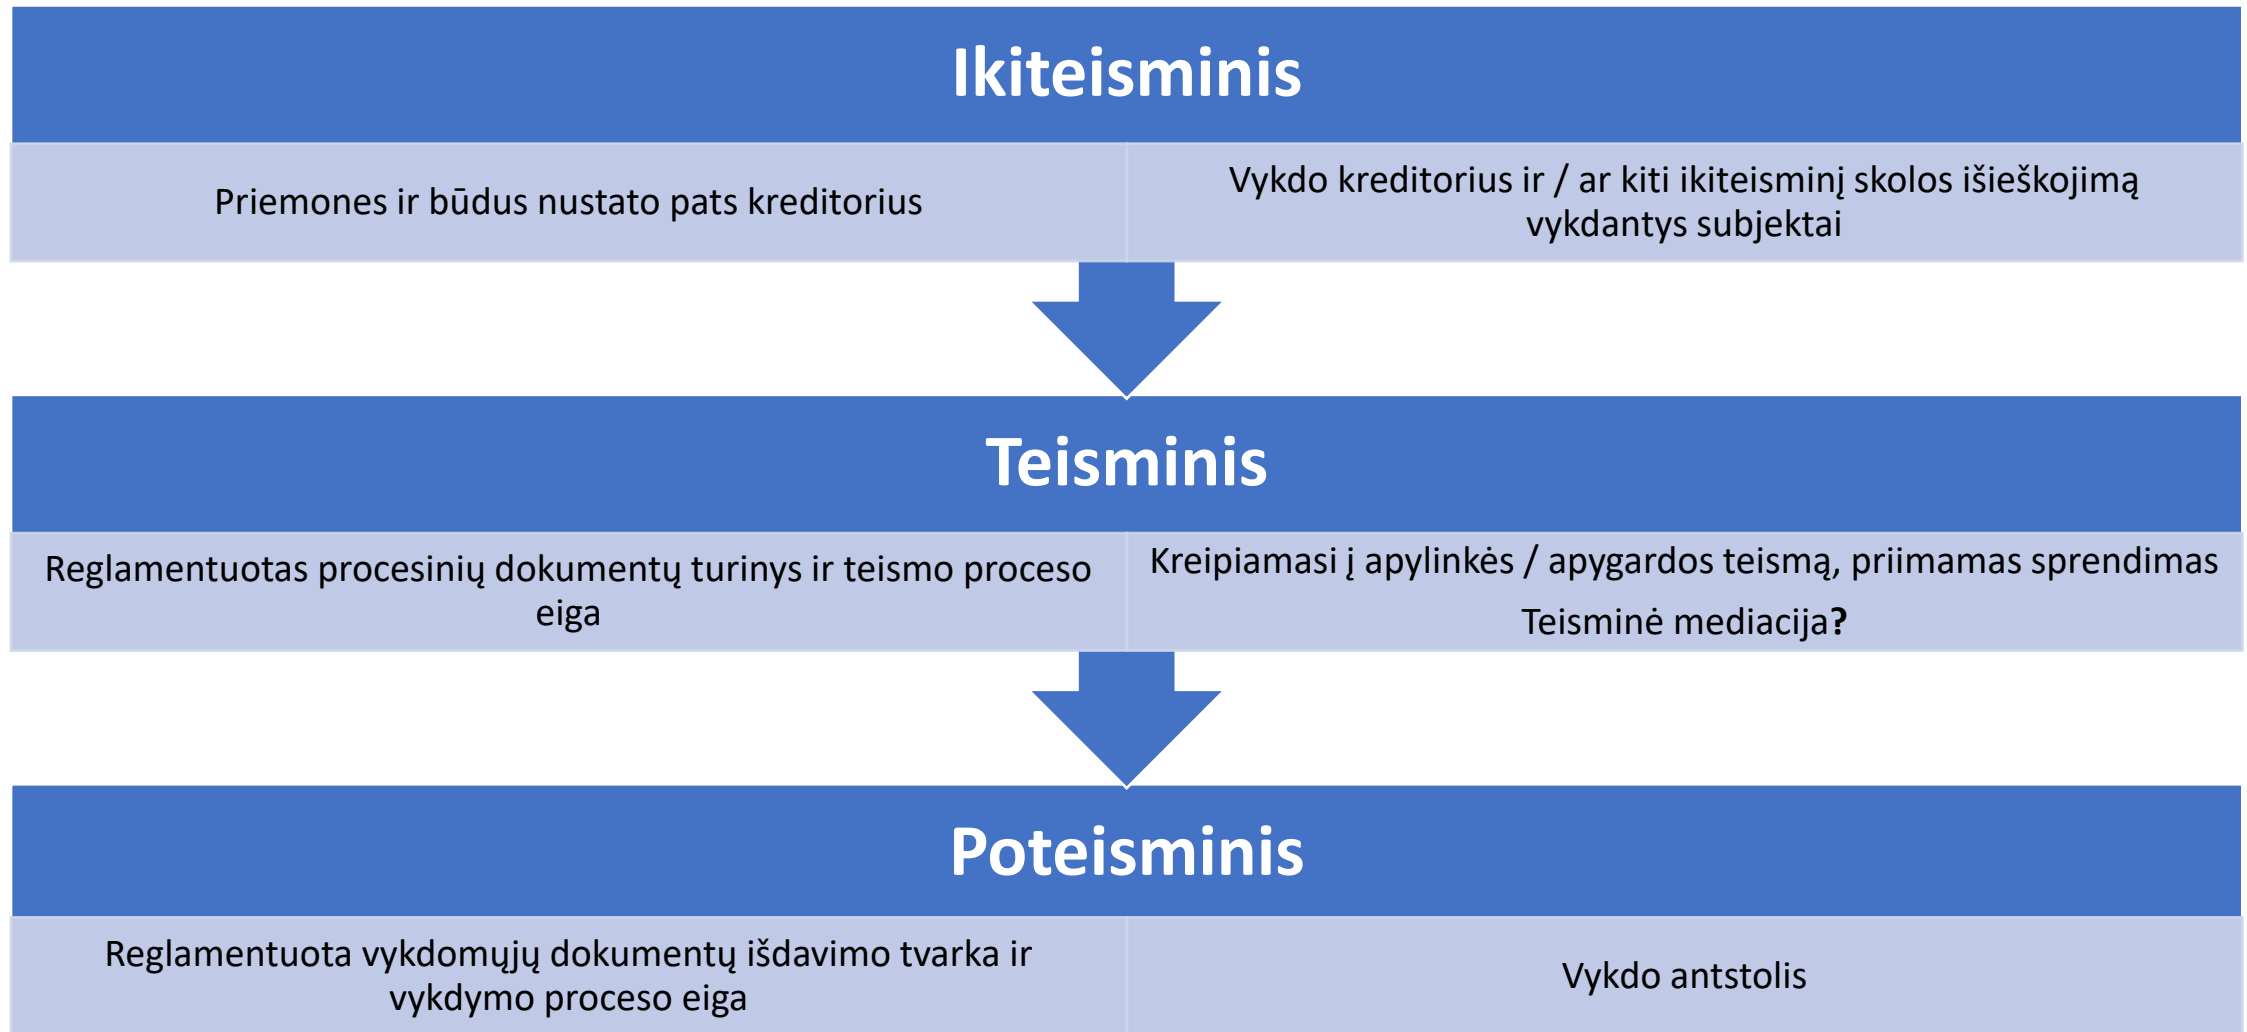 Ikiteisminis
Priemones ir būdus nustato pats kreditorius
Vykdo kreditorius ir / ar kiti ikiteisminį skolos išieškojimą
vykdantys subjektai
Teisminis
Reglamentuotas procesinių dokumentų turinys ir teismo proceso
eiga
Kreipiamasi į apylinkės / apygardos teismą, priimamas sprendimas
Teisminė mediacija?
Poteisminis
Reglamentuota vykdomųjų dokumentų išdavimo tvarka ir
vykdymo proceso eiga
Vykdo antstolis